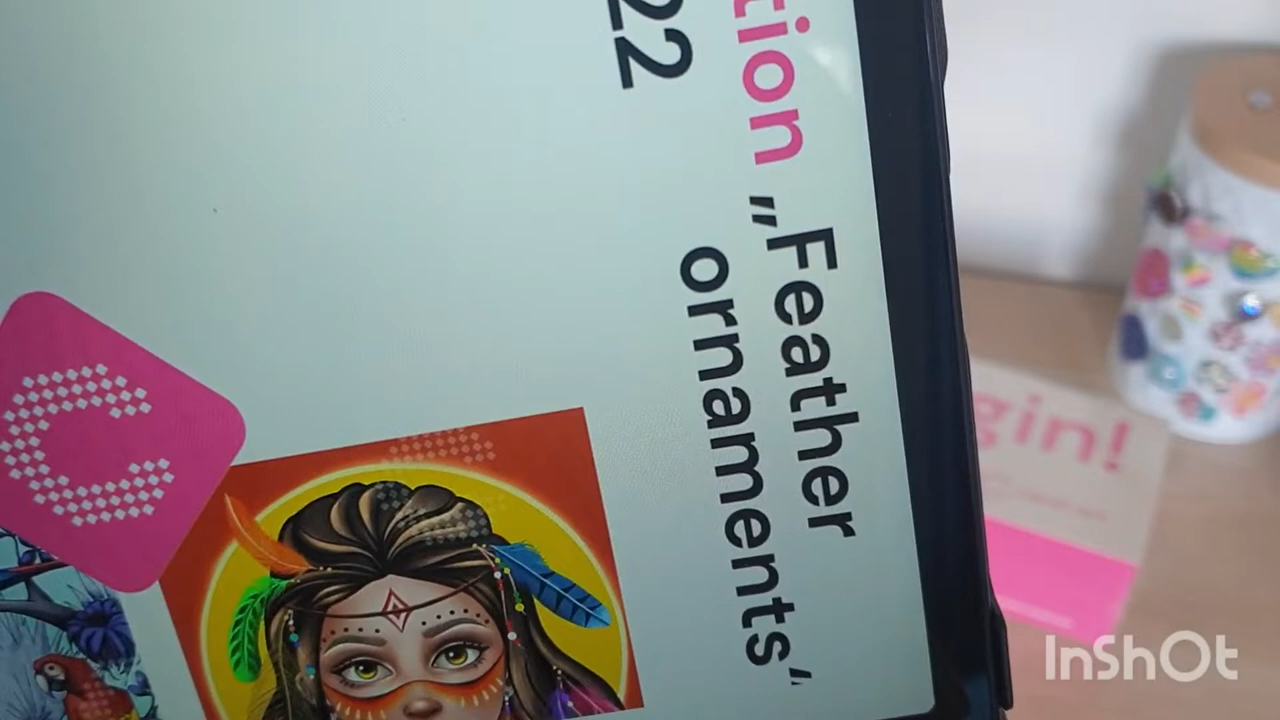 tion „Feather
ornaments“
22
C
gin!
InShOt